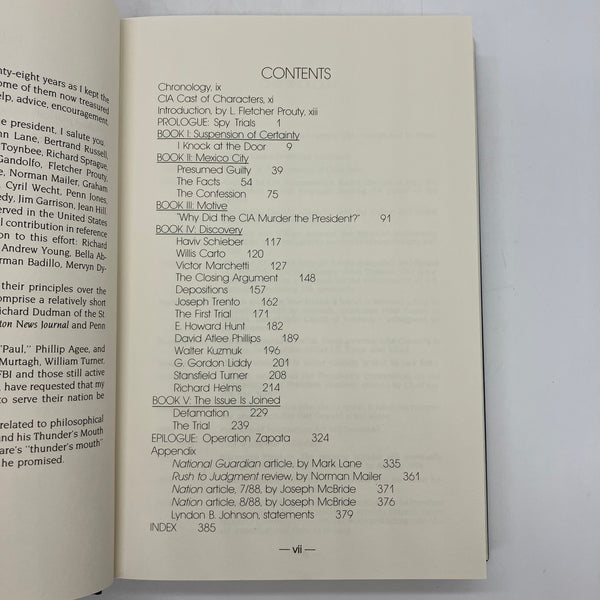 nty-eight years as I kept the
ome of them now treasured
elp, advice, encouragement,
e president, I salute you.
nn Lane, Bertrand Russell,
Toynbee, Richard Sprague,
Gandolfo, Fletcher Prouty,
e, Norman Mailer, Graham
Cyril Wecht, Penn Jones,
edy, Jim Garrison, Jean Hill,
erved in the United States
l contribution in reference
on to this effort: Richard
Andrew Young, Bella Ab-
rman Badillo, Mervyn Dy-
their principles over the
omprise a relatively short
ichard Dudman of the St.
ton News Journal and Penn
"Paul," Phillip Agee, and
Murtagh, William Turner,
FBI and those still active
, have requested that my
to serve their nation be
related to philosophical
and his Thunder's Mouth
are's "thunder's mouth"
he promised.
CONTENTS
Chronology, ix
CIA Cast of Characters, xi
Introduction, by L. Fletcher Prouty, xiii
PROLOGUE: Spy Trials 1
BOOK I: Suspension of Certainty
I Knock at the Door 9
BOOK II: Mexico City
Presumed Guilty 39
The Facts 54
The Confession 75
BOOK III: Motive
"Why Did the CIA Murder the President?" 91
BOOK IV: Discovery
Haviv Schieber 117
Willis Carto 120
Victor Marchetti 127
The Closing Argument 148
Depositions 157
Joseph Trento 162
The First Trial 171
E. Howard Hunt 182
David Atlee Phillips 189
Walter Kuzmuk 196
G. Gordon Liddy 201
Stansfield Turner 208
Richard Helms 214
BOOK V: The Issue Is Joined
Defamation 229
The Trial 239
EPILOGUE: Operation Zapata 324
Appendix
National Guardian article, by Mark Lane 335
Rush to Judgment review, by Norman Mailer 361
Nation article, 7/88, by Joseph McBride 371
Nation article, 8/88, by Joseph McBride 376
Lyndon B. Johnson, statements 379
INDEX 385
— vii —